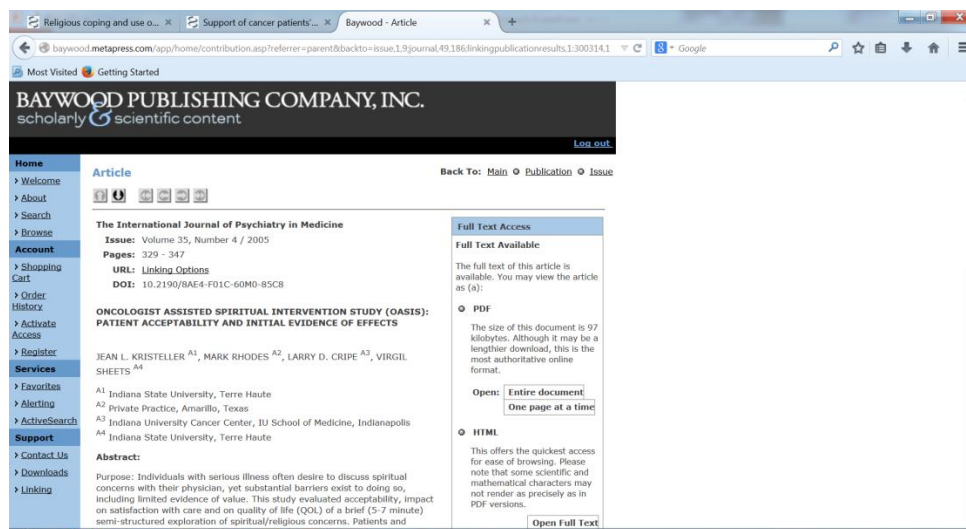 Religious coping and use o... ×
Support of cancer patients'... ×
Baywood - Article ×
baywood.metapress.com/app/home/contribution.asp?referrer=parent&backto=issue,1,9;journal,49,186;linkingpublicationresults,1:300314,1
Google
Most Visited
Getting Started
BAYWOOD PUBLISHING COMPANY, INC.
scholarly & scientific content
Log out
Home
Welcome
About
Search
Browse
Account
Shopping
Cart
Order
History
Activate
Access
Register
Services
Favorites
Alerting
ActiveSearch
Support
Contact Us
Downloads
Linking
Article
Back To: Main Publication Issue
The International Journal of Psychiatry in Medicine
Issue: Volume 35, Number 4 / 2005
Pages: 329 - 347
URL: Linking Options
DOI: 10.2190/8AE4-F01C-60M0-85C8
ONCOLOGIST ASSISTED SPIRITUAL INTERVENTION STUDY (OASIS):
PATIENT ACCEPTABILITY AND INITIAL EVIDENCE OF EFFECTS
JEAN L. KRISTELLER A1, MARK RHODES A2, LARRY D. CRIPE A3, VIRGIL
SHEETS A4
A1 Indiana State University, Terre Haute
A2 Private Practice, Amarillo, Texas
A3 Indiana University Cancer Center, IU School of Medicine, Indianapolis
A4 Indiana State University, Terre Haute
Abstract:
Purpose: Individuals with serious illness often desire to discuss spiritual
concerns with their physician, yet substantial barriers exist to doing so,
including limited evidence of value. This study evaluated acceptability, impact
on satisfaction with care and on quality of life (QOL) of a brief (5-7 minute)
semi-structured exploration of spiritual/religious concerns. Patients and
Full Text Access
Full Text Available
The full text of this article is
available. You may view the article
as (a):
PDF
The size of this document is 97
kilobytes. Although it may be a
lengthier download, this is the
most authoritative online
format.
Open: Entire document
One page at a time
HTML
This offers the quickest access
for ease of browsing. Please
note that some scientific and
mathematical characters may
not render as precisely as in
PDF versions.
Open Full Text